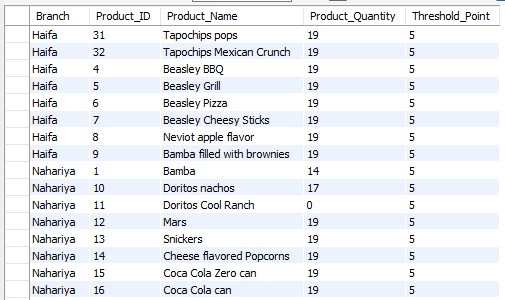 Branch Product_ID Product_Name Product_Quantity Threshold_Point
Haifa 31 Tapochips pops 19 5
Haifa 32 Tapochips Mexican Crunch 19 5
Haifa 4 Beasley BBQ 19 5
Haifa 5 Beasley Grill 19 5
Haifa 6 Beasley Pizza 19 5
Haifa 7 Beasley Cheesy Sticks 19 5
Haifa 8 Neviot apple flavor 19 5
Haifa 9 Bamba filled with brownies 19 5
Nahariya 1 Bamba 14 5
Nahariya 10 Doritos nachos 17 5
Nahariya 11 Doritos Cool Ranch 0 5
Nahariya 12 Mars 19 5
Nahariya 13 Snickers 19 5
Nahariya 14 Cheese flavored Popcorns 19 5
Nahariya 15 Coca Cola Zero can 19 5
Nahariya 16 Coca Cola can 19 5